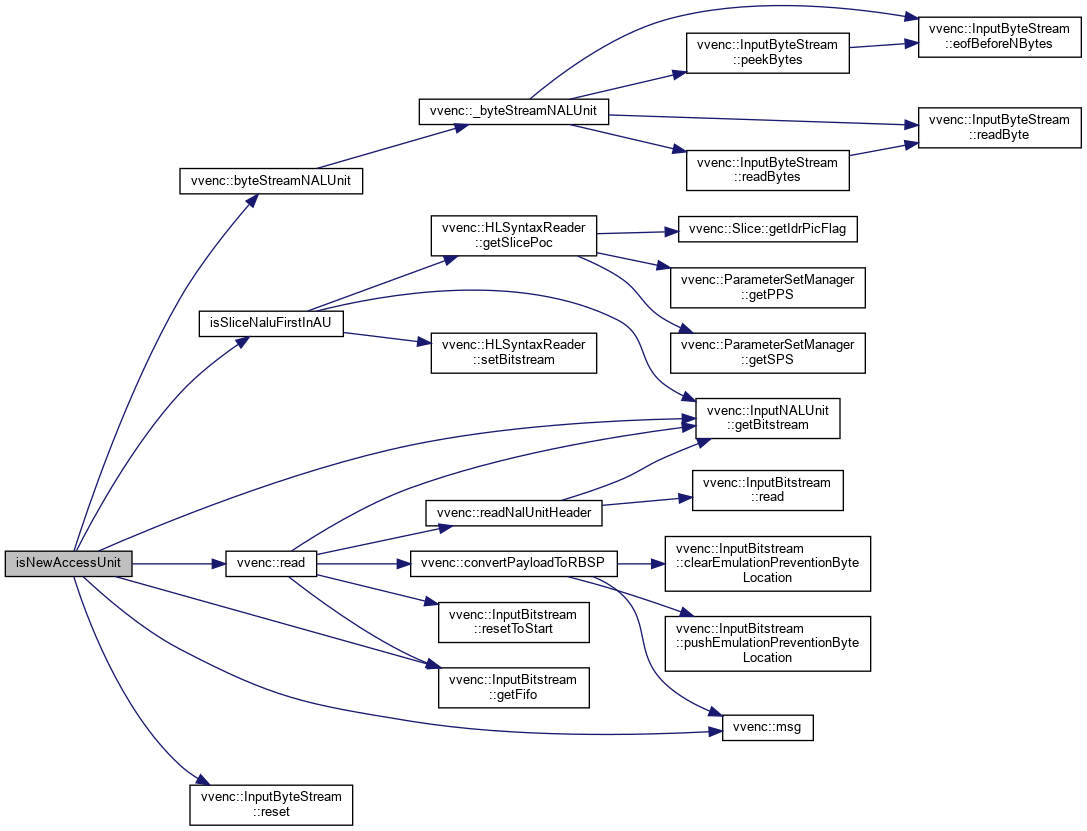 vvenc::InputByteStream
::eofBeforeNBytes
vvenc::InputByteStream
::peekBytes
vvenc::_byteStreamNALUnit
vvenc::InputByteStream
::readByte
vvenc::InputByteStream
::readBytes
vvenc::byteStreamNALUnit
vvenc::HLSyntaxReader
::getSlicePoc
vvenc::Slice::getIdrPicFlag
vvenc::ParameterSetManager
::getPPS
isSliceNaluFirstInAU
vvenc::HLSyntaxReader
::setBitstream
vvenc::ParameterSetManager
::getSPS
vvenc::InputNALUnit
::getBitstream
vvenc::InputBitstream
::read
vvenc::readNalUnitHeader
isNewAccessUnit
vvenc::read
vvenc::convertPayloadToRBSP
vvenc::InputBitstream
::clearEmulationPreventionByte
Location
vvenc::InputBitstream
::resetToStart
vvenc::InputBitstream
::pushEmulationPreventionByte
Location
vvenc::InputBitstream
::getFifo
vvenc::msg
vvenc::InputByteStream
::reset